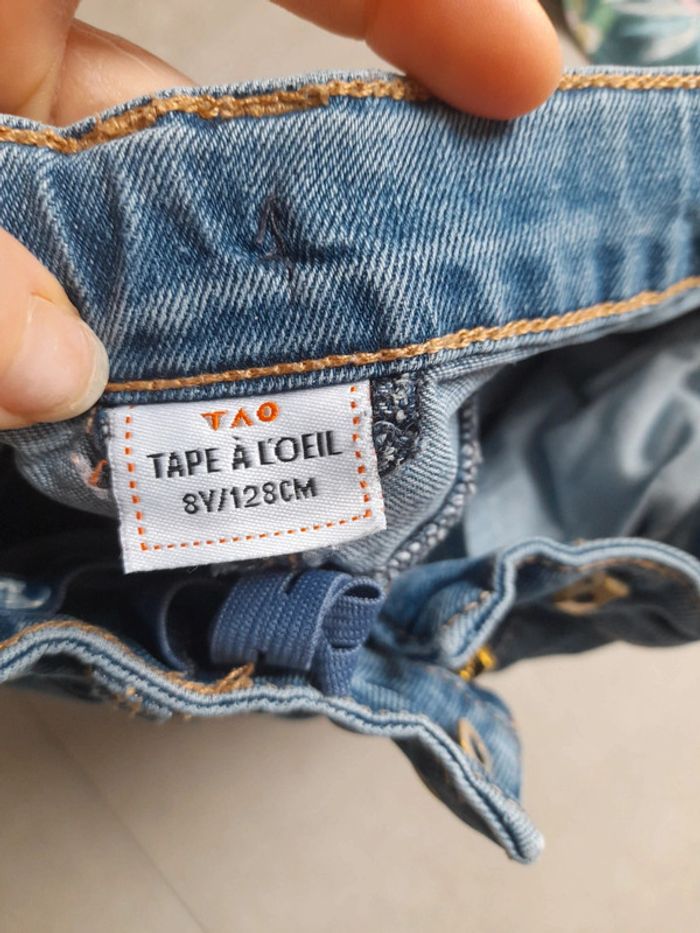 TAO
TAPE À L'OEIL
8Y/128CM